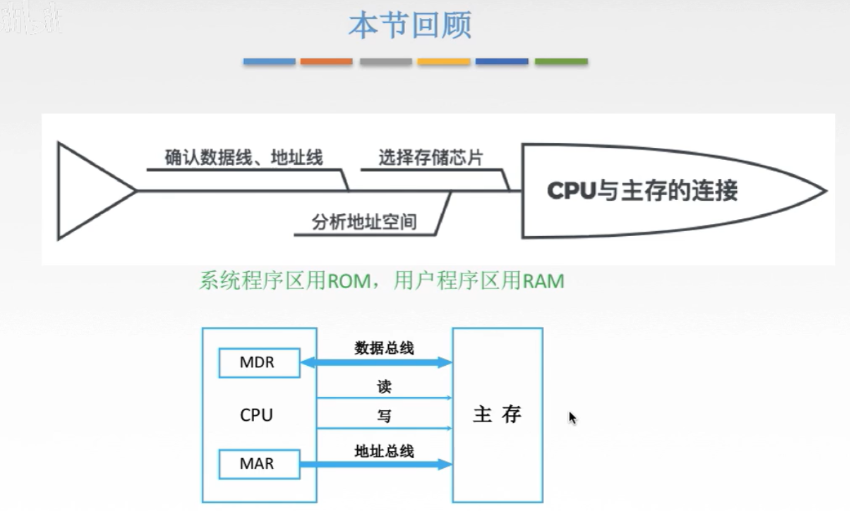 本节回顾
确认数据线、地址线
选择存储芯片
分析地址空间
CPU与主存的连接
系统程序区用ROM，用户程序区用RAM
MDR
数据总线
读
CPU
写
主 存
MAR
地址总线